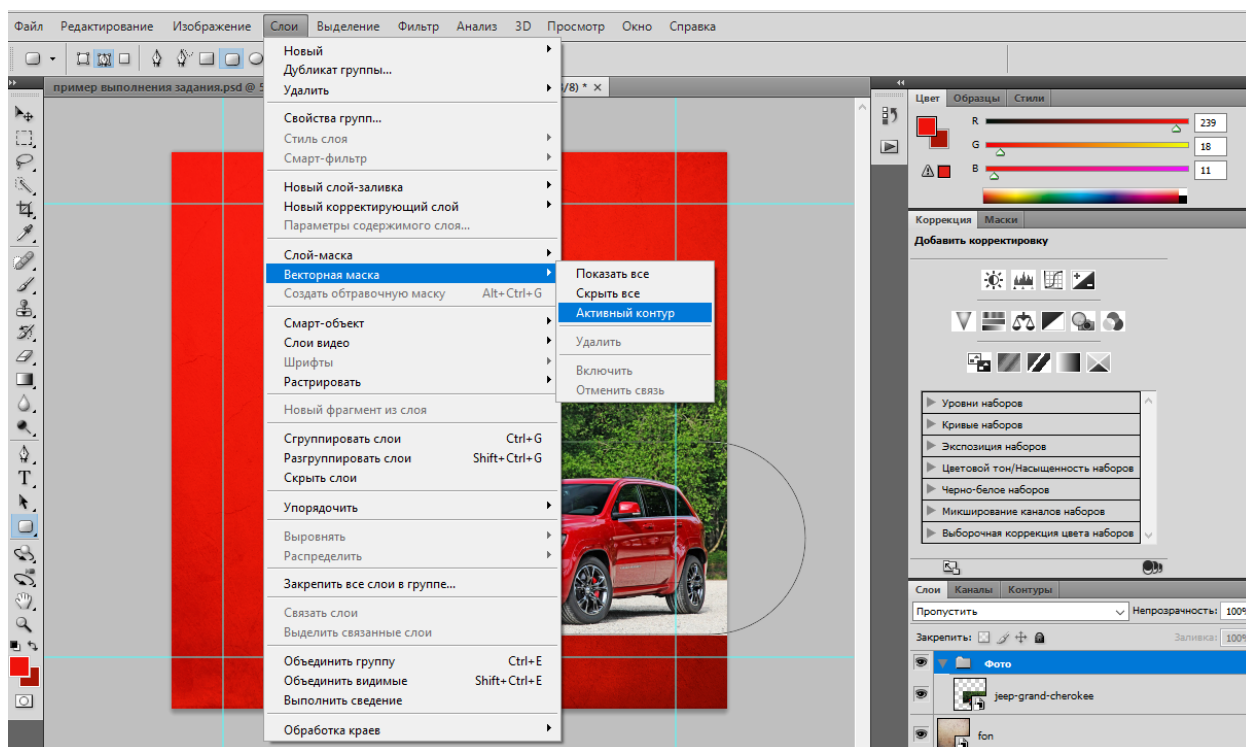 Файл Редактирование Изображение Слои Выделение Фильтр Анализ 3D Просмотр Окно Справка
пример выполнения задания.psd @ 5
/8) * ×
Новый
Дубликат группы...
Удалить
Свойства групп...
Стиль слоя
Смарт-фильтр
Новый слой-заливка
Новый корректирующий слой
Параметры содержимого слоя...
Слой-маска
Векторная маска
Создать обтравочную маску Alt+Ctrl+G
Смарт-объект
Слои видео
Шрифты
Растрировать
Новый фрагмент из слоя
Сгруппировать слои Ctrl+G
Разгруппировать слои Shift+Ctrl+G
Скрыть слои
Упорядочить
Выровнять
Распределить
Закрепить все слои в группе...
Связать слои
Выделить связанные слои
Объединить группу Ctrl+E
Объединить видимые Shift+Ctrl+E
Выполнить сведение
Обработка краев
Показать все
Скрыть все
Активный контур
Удалить
Включить
Отменить связь
Цвет Образцы Стили
R 239
G 18
B 11
Коррекция Маски
Добавить корректировку
Уровни наборов
Кривые наборов
Экспозиция наборов
Цветовой тон/Насыщенность наборов
Черно-белое наборов
Микширование каналов наборов
Выборочная коррекция цвета наборов
Слои Каналы Контуры
Пропустить Непрозрачность: 100%
Закрепить: Заливка: 100%
Фото
jeep-grand-cherokee
fon